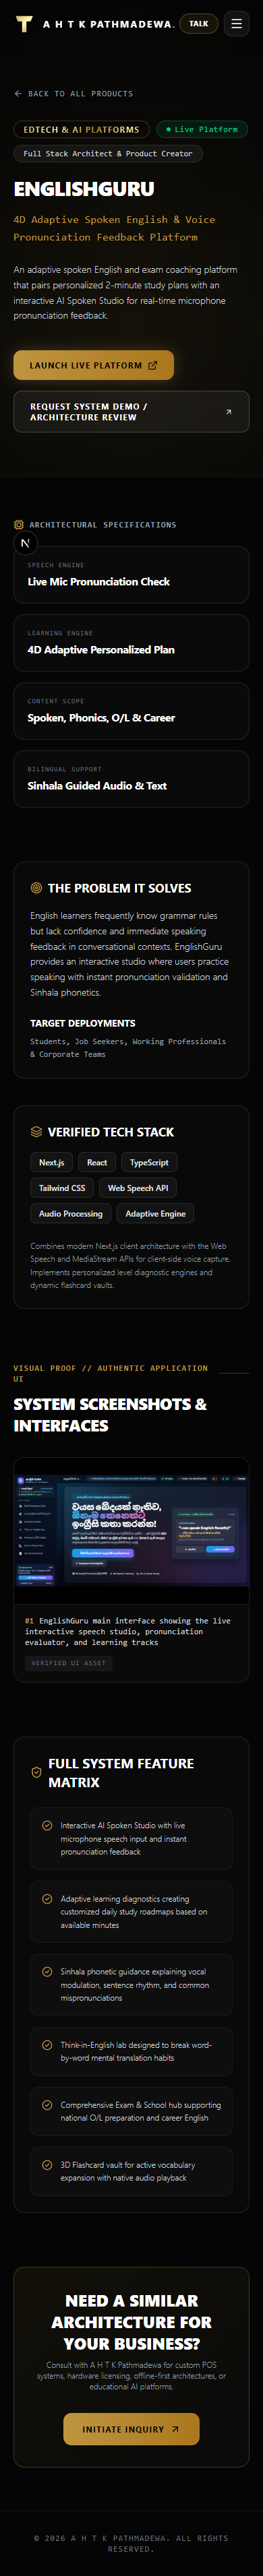 A H T K PATHMADEWA.
TALK
BACK TO ALL PRODUCTS
EDTECH & AI PLATFORMS
Live Platform
Full Stack Architect & Product Creator
ENGLISHGURU
4D Adaptive Spoken English & Voice
Pronunciation Feedback Platform
An adaptive spoken English and exam coaching platform
that pairs personalized 2-minute study plans with an
interactive AI Spoken Studio for real-time microphone
pronunciation feedback.
LAUNCH LIVE PLATFORM
REQUEST SYSTEM DEMO /
ARCHITECTURE REVIEW
ARCHITECTURAL SPECIFICATIONS
N
SPEECH ENGINE
Live Mic Pronunciation Check
LEARNING ENGINE
4D Adaptive Personalized Plan
CONTENT SCOPE
Spoken, Phonics, O/L & Career
BILINGUAL SUPPORT
Sinhala Guided Audio & Text
THE PROBLEM IT SOLVES
English learners frequently know grammar rules
but lack confidence and immediate speaking
feedback in conversational contexts. EnglishGuru
provides an interactive studio where users practice
speaking with instant pronunciation validation and
Sinhala phonetics.
TARGET DEPLOYMENTS
Students, Job Seekers, Working Professionals
& Corporate Teams
VERIFIED TECH STACK
Next.js
React
TypeScript
Tailwind CSS
Web Speech API
Audio Processing
Adaptive Engine
Combines modern Next.js client architecture with the Web
Speech and MediaStream APIs for client-side voice capture.
Implements personalized level diagnostic engines and
dynamic flashcard vaults.
VISUAL PROOF // AUTHENTIC APPLICATION
UI
SYSTEM SCREENSHOTS &
INTERFACES
වයස බේදයක් නැතිව,
ඉංග්‍රීසි කතා කරන්න!
"I can speak English fluently!"
#1 EnglishGuru main interface showing the live
interactive speech studio, pronunciation
evaluator, and learning tracks
VERIFIED UI ASSET
FULL SYSTEM FEATURE
MATRIX
Interactive AI Spoken Studio with live
microphone speech input and instant
pronunciation feedback
Adaptive learning diagnostics creating
customized daily study roadmaps based on
available minutes
Sinhala phonetic guidance explaining vocal
modulation, sentence rhythm, and common
mispronunciations
Think-in-English lab designed to break word-
by-word mental translation habits
Comprehensive Exam & School hub supporting
national O/L preparation and career English
3D Flashcard vault for active vocabulary
expansion with native audio playback
NEED A SIMILAR
ARCHITECTURE FOR
YOUR BUSINESS?
Consult with A H T K Pathmadewa for custom POS
systems, hardware licensing, offline-first architectures, or
educational AI platforms.
INITIATE INQUIRY
© 2026 A H T K PATHMADEWA. ALL RIGHTS
RESERVED.